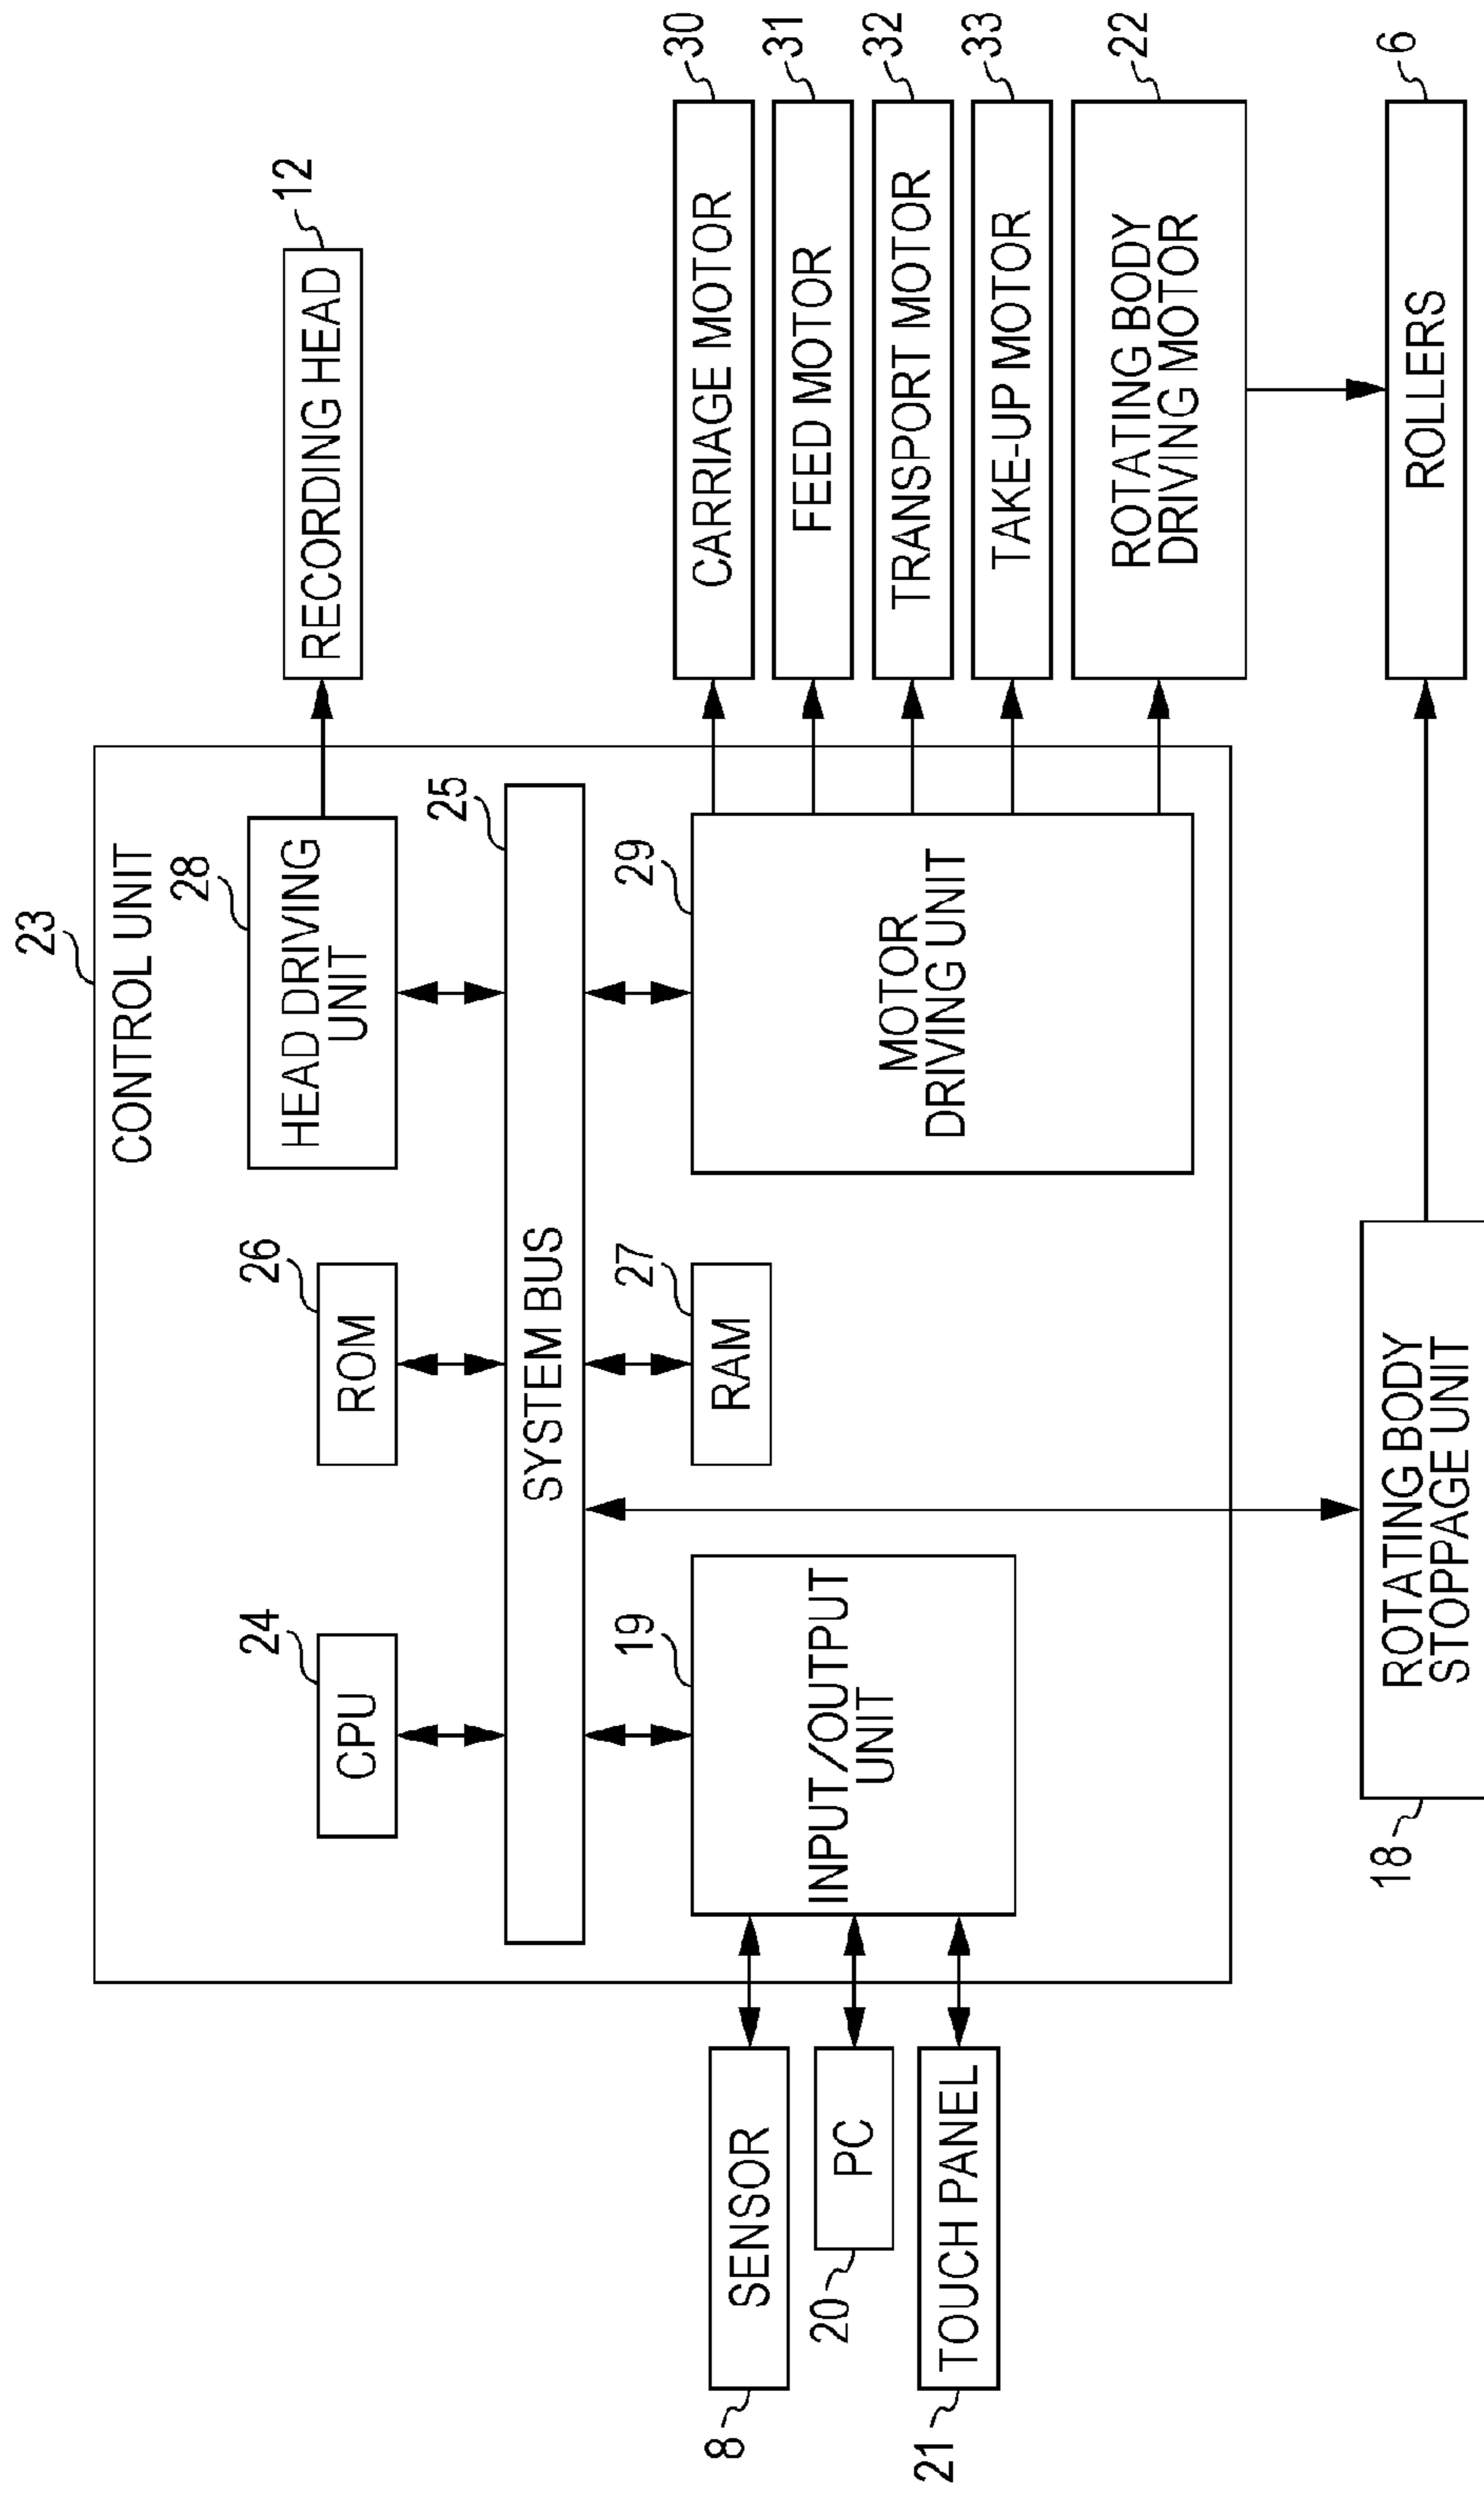 23
CONTROL UNIT
24
CPU
26
ROM
28
HEAD DRIVING
UNIT
12
RECORDING HEAD
25
SYSTEM BUS
19
INPUT/OUTPUT
UNIT
27
RAM
29
MOTOR
DRIVING UNIT
8
SENSOR
20
PC
21
TOUCH PANEL
CARRIAGE MOTOR
30
FEED MOTOR
31
TRANSPORT MOTOR
32
TAKE-UP MOTOR
33
ROTATING BODY
DRIVING MOTOR
22
18
ROTATING BODY
STOPPAGE UNIT
ROLLERS
6